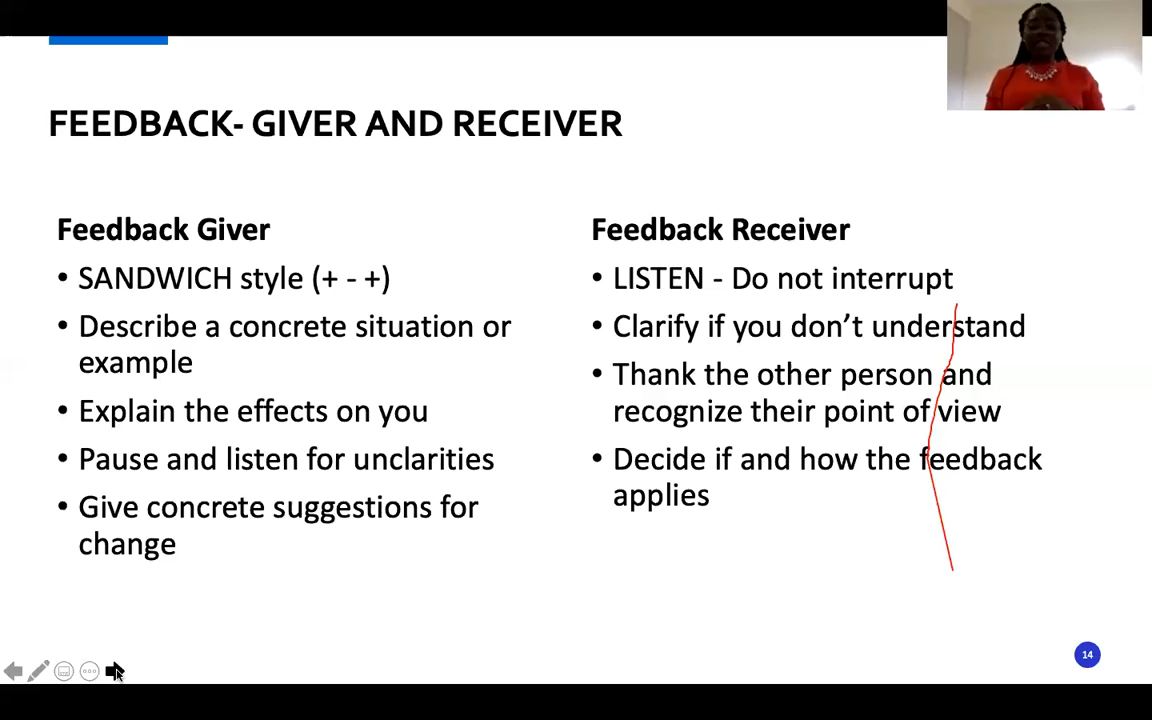 FEEDBACK- GIVER AND RECEIVER
Feedback Giver
• SANDWICH style (+ - +)
• Describe a concrete situation or
example
• Explain the effects on you
• Pause and listen for unclarities
• Give concrete suggestions for
change
Feedback Receiver
• LISTEN - Do not interrupt
• Clarify if you don’t understand
• Thank the other person and
recognize their point of view
• Decide if and how the feedback
applies
14